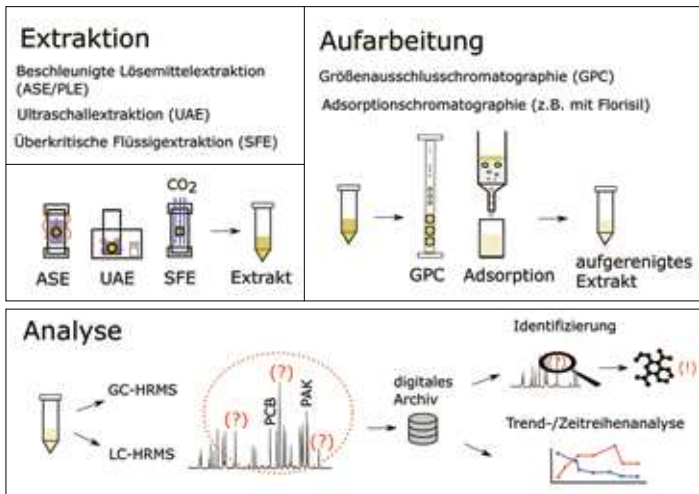 Extraktion
Beschleunigte Lösemittelextraktion
(ASE/PLE)
Ultraschallextraktion (UAE)
Überkritische Flüssigextraktion (SFE)
CO2
ASE
UAE
SFE
Extrakt
Aufarbeitung
Größenausschlusschromatographie (GPC)
Adsorptionschromatographie (z.B. mit Florisil)
GPC
Adsorption
aufgerenigtes
Extrakt
Analyse
GC-HRMS
LC-HRMS
(?)
PCB
(?)
PAK
(?)
digitales
Archiv
Identifizierung
(?)
(!)
Trend-/Zeitreihenanalyse